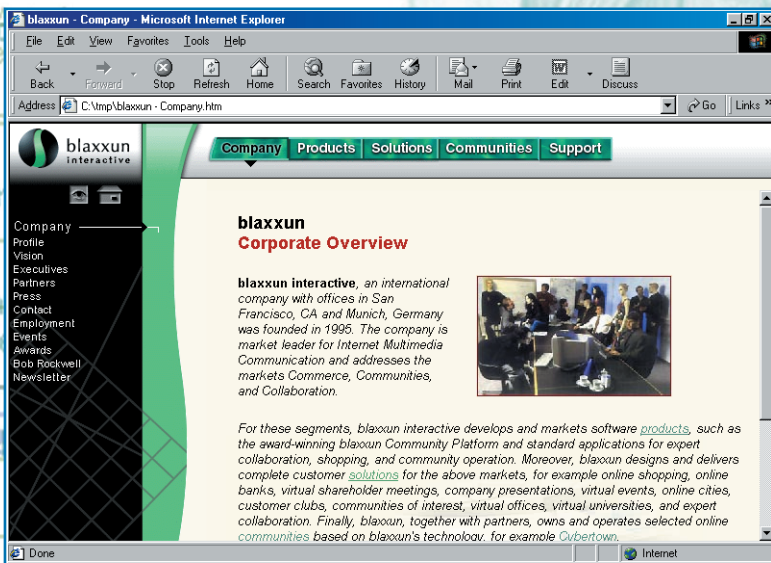 blaxxun - Company - Microsoft Internet Explorer
File Edit View Favorites Tools Help
Back Forward Stop Refresh Home Search Favorites History Mail Print Edit Discuss
Address C:\tmp\blaxxun - Company.htm Go Links »
blaxxun
interactive
Company Products Solutions Communities Support
Company
Profile
Vision
Executives
Partners
Press
Contact
Employment
Events
Awards
Bob Rockwell
Newsletter
blaxxun
Corporate Overview
blaxxun interactive, an international
company with offices in San
Francisco, CA and Munich, Germany
was founded in 1995. The company is
market leader for Internet Multimedia
Communication and addresses the
markets Commerce, Communities,
and Collaboration.
For these segments, blaxxun interactive develops and markets software products, such as
the award-winning blaxxun Community Platform and standard applications for expert
collaboration, shopping, and community operation. Moreover, blaxxun designs and delivers
complete customer solutions for the above markets, for example online shopping, online
banks, virtual shareholder meetings, company presentations, virtual events, online cities,
customer clubs, communities of interest, virtual offices, virtual universities, and expert
collaboration. Finally, blaxxun, together with partners, owns and operates selected online
communities based on blaxxun's technology, for example Cybertown.
Done Internet